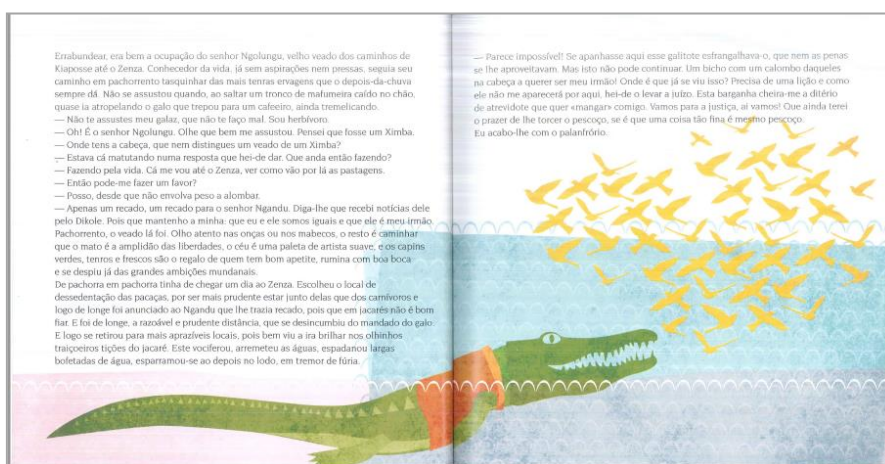 Errabundear, era bem a ocupação do senhor Ngolungu, velho veado dos caminhos de
Kiaposse até o Zenza. Conhecedor da vida, já sem aspirações nem pressas, seguia seu
caminho em pachorrento tasquinhar das mais tenras ervagens que o depois-da-chuva
sempre dá. Não se assustou quando, ao saltar um tronco de mafumeira caído no chão,
quase ia atropelando o galo que trepou para um cafeeiro, ainda tremelicando.
— Não te assustes meu galaz, que não te faço mal. Sou herbívoro.
— Oh! É o senhor Ngolungu. Olhe que bem me assustou. Pensei que fosse um Ximba.
— Onde tens a cabeça, que nem distingues um veado de um Ximba?
— Estava cá matutando numa resposta que hei-de dar. Que anda então fazendo?
— Fazendo pela vida. Cá me vou até o Zenza, ver como vão por lá as pastagens.
— Então pode-me fazer um favor?
— Posso, desde que não envolva peso a alombar.
— Apenas um recado, um recado para o senhor Ngandu. Diga-lhe que recebi notícias dele
pelo Dikole. Pois que mantenho a minha: que eu e ele somos iguais e que ele é meu irmão.
Pachorrento, o veado lá foi. Olho atento nas onças ou nos mabecos, o resto é caminhar
que o mato é a amplidão das liberdades, o céu é uma paleta de artista suave, e os capins
verdes, tenros e frescos são o regalo de quem tem bom apetite, rumina com boa boca
e se despiu já das grandes ambições mundanais.
De pachorra em pachorra tinha de chegar um dia ao Zenza. Escolheu o local de
dessedentação das pacaças, por ser mais prudente estar junto delas que dos carnívoros e
logo de longe foi anunciado ao Ngandu que lhe trazia recado, pois que em jacarés não é bom
fiar. E foi de longe, a razoável e prudente distância, que se desincumbiu do mandado do galo.
E logo se retirou para mais aprazíveis locais, pois bem viu a ira brilhar nos olhinhos
traiçoeiros tições do jacaré. Este vociferou, arremeteu as águas, espadanou largas
bofetadas de água, esparramou-se ao depois no lodo, em tremor de fúria.
— Parece impossível! Se apanhasse aqui esse galitote esfrangalhava-o, que nem as penas
se lhe aproveitavam. Mas isto não pode continuar. Um bicho com um calombo daqueles
na cabeça a querer ser meu irmão! Onde é que já se viu isso? Precisa de uma lição e como
ele não me aparecerá por aqui, hei-de o levar a juízo. Esta barganha cheira-me a ditério
de atrevidote que quer «mangar» comigo. Vamos para a justiça, ai vamos! Que ainda terei
o prazer de lhe torcer o pescoço, se é que uma coisa tão fina é mesmo pescoço.
Eu acabo-lhe com o palanfrório.